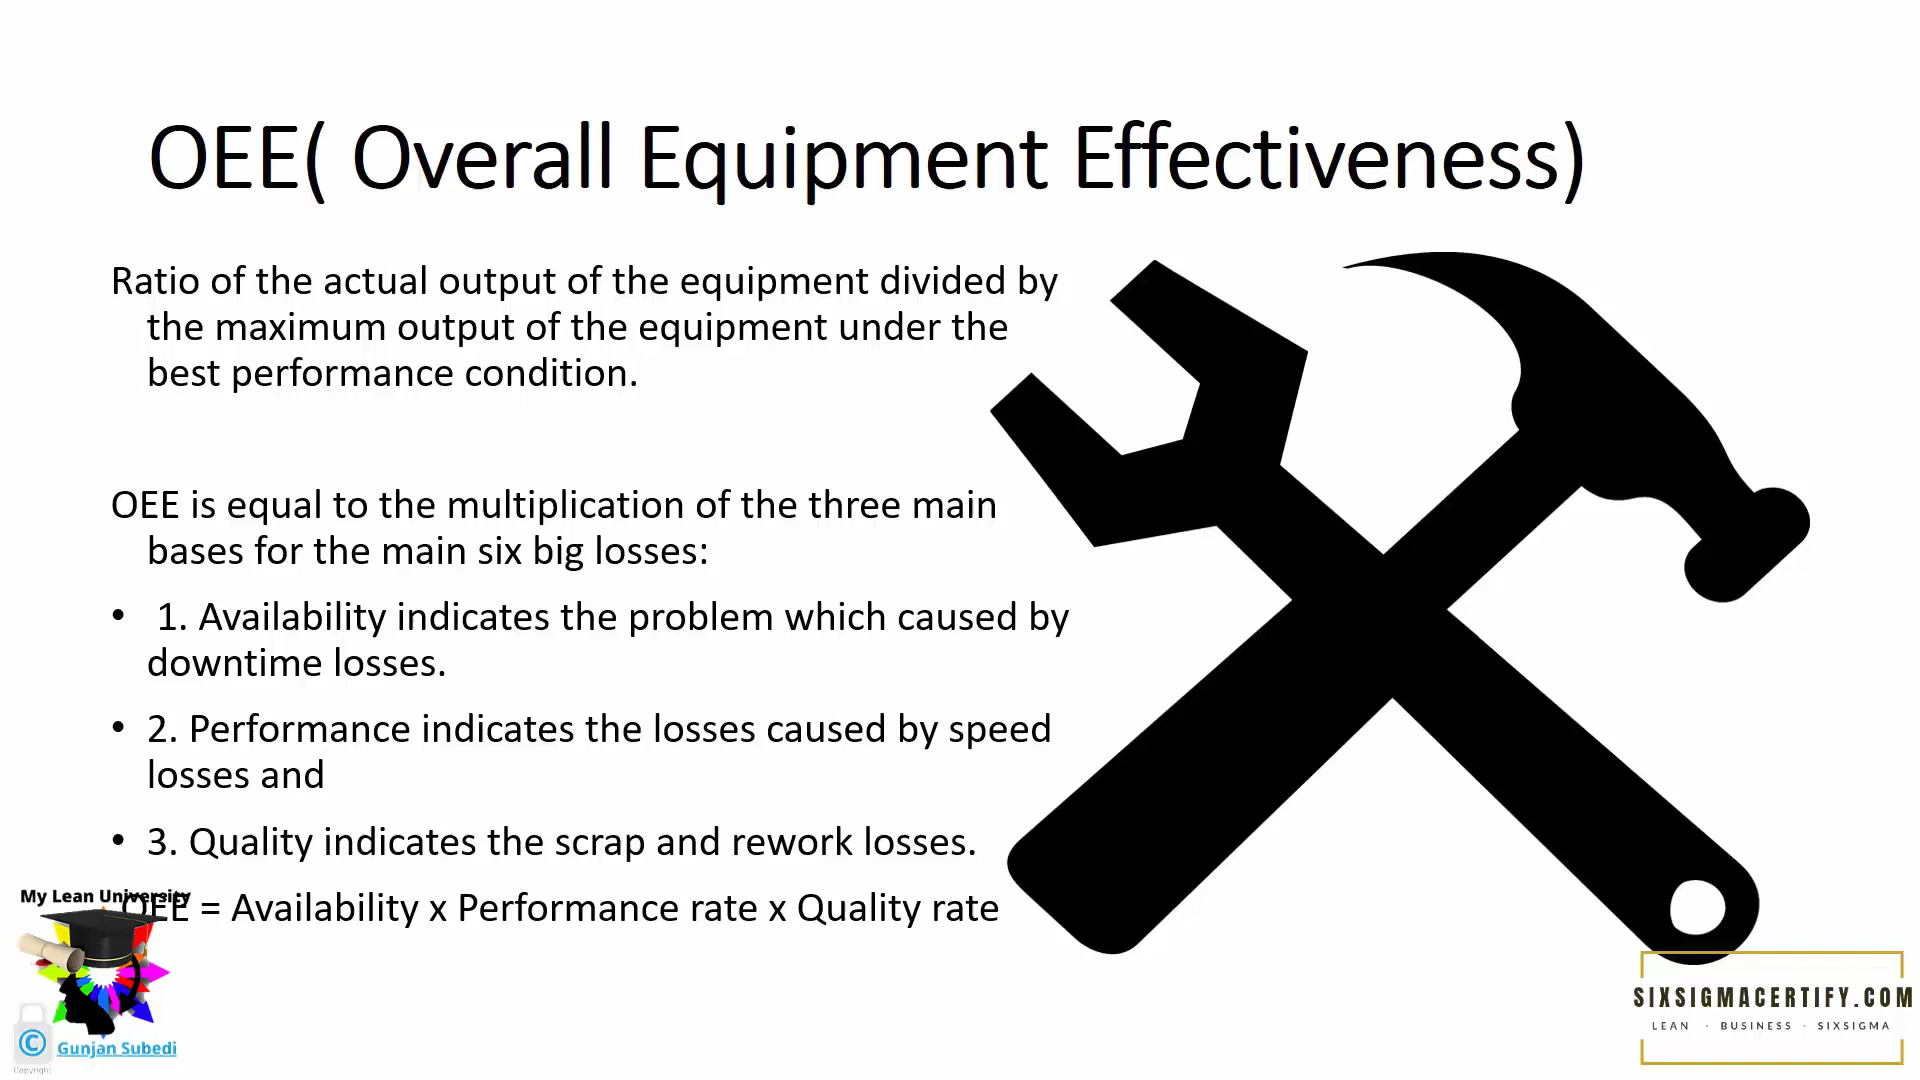 OEE( Overall Equipment Effectiveness)
Ratio of the actual output of the equipment divided by
the maximum output of the equipment under the
best performance condition.
OEE is equal to the multiplication of the three main
bases for the main six big losses:
• 1. Availability indicates the problem which caused by
downtime losses.
• 2. Performance indicates the losses caused by speed
losses and
• 3. Quality indicates the scrap and rework losses.
OEE = Availability x Performance rate x Quality rate
My Lean University
© Gunjan Subedi
Copyright
SIXSIGMACERTIFY.COM
LEAN · BUSINESS · SIXSIGMA